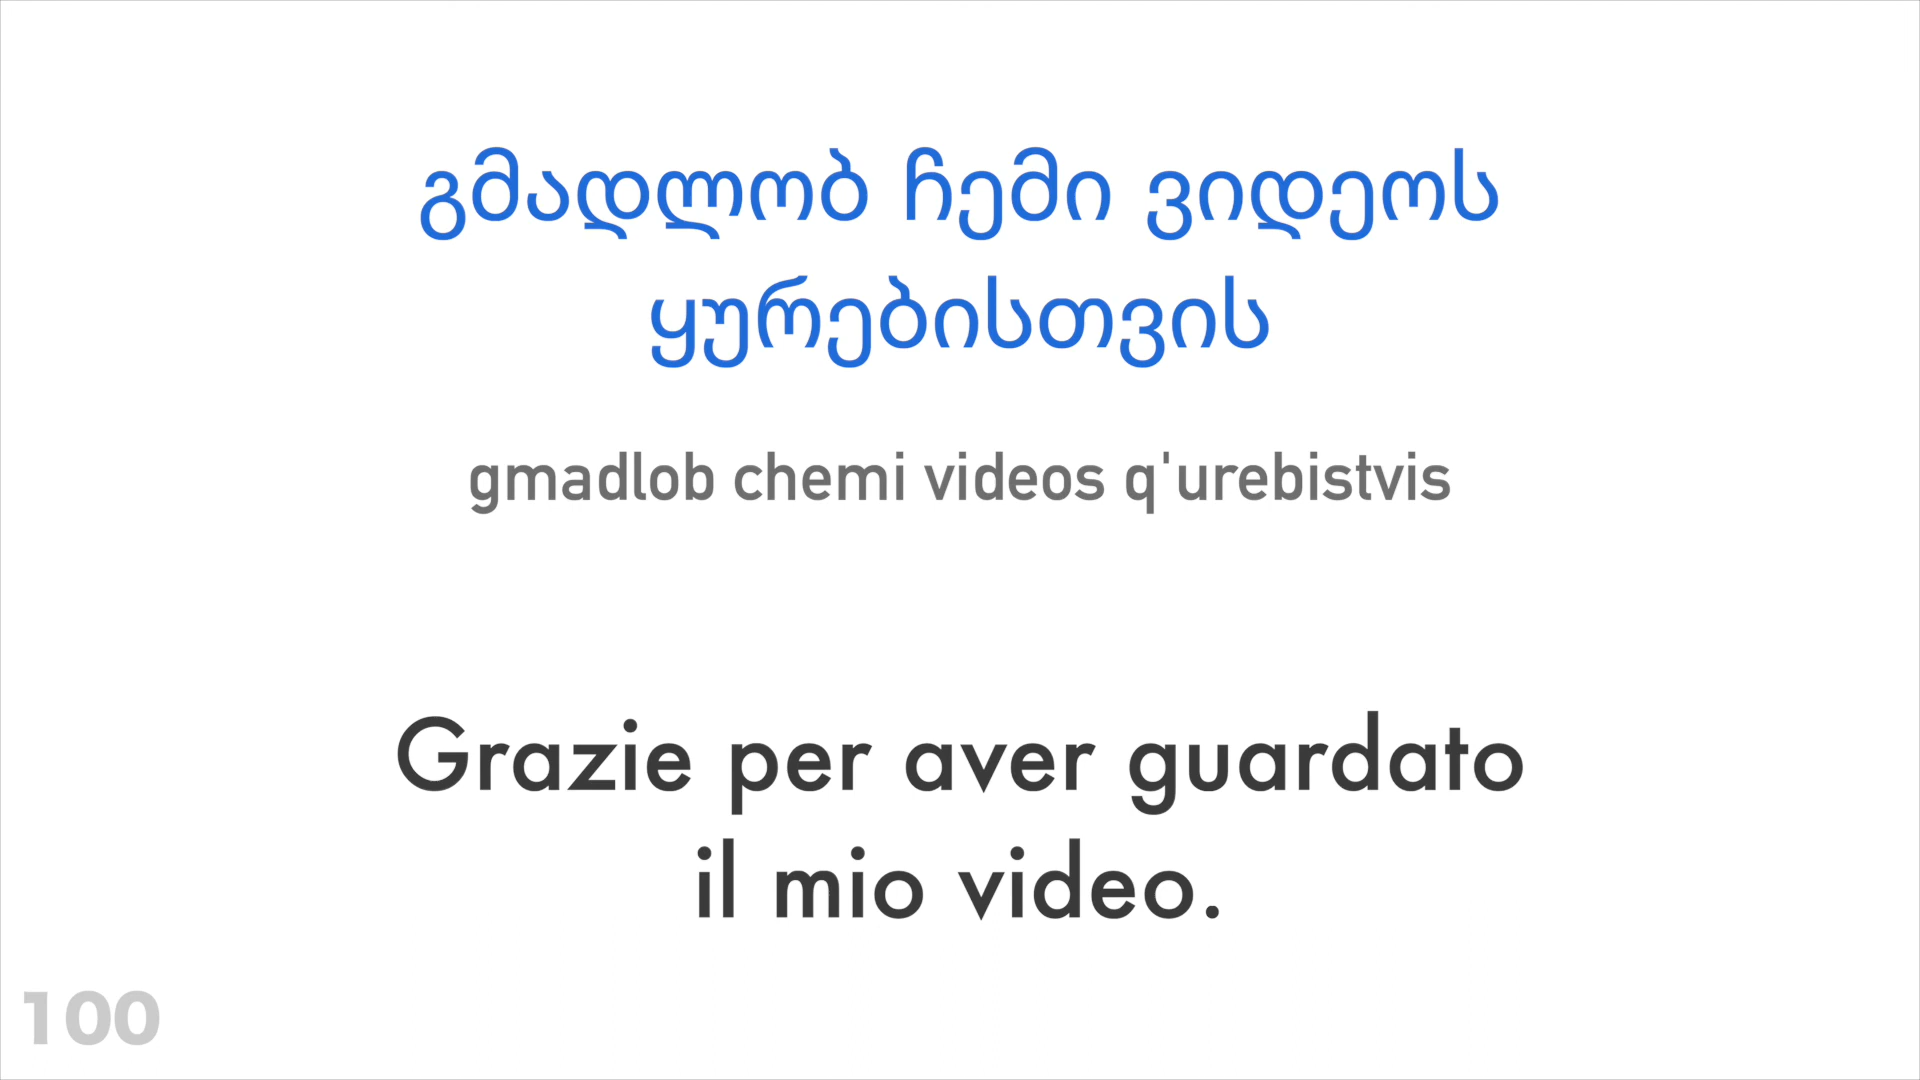 გმადლობ ჩემი ვიდეოს
ყურებისთვის
gmadlob chemi videos q'urebistvis
Grazie per aver guardato
il mio video.
100